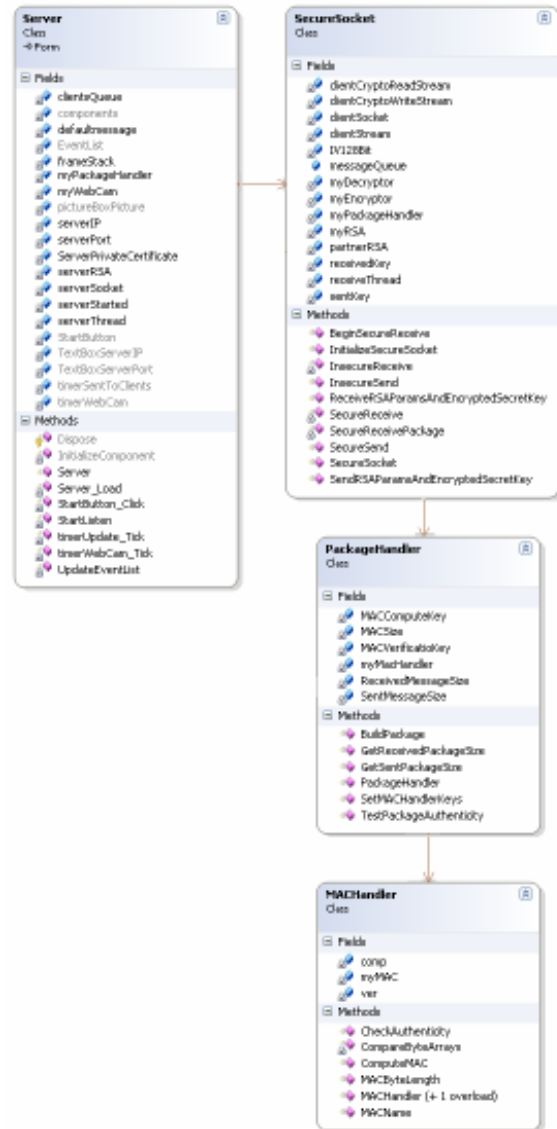 Server
Class
Form
Fields
clientsQueue
components
defaultmessage
EventList
frameStack
myPackageHandler
myWebCam
pictureBoxPicture
serverIP
serverPort
ServerPrivateCertificate
serverRSA
serverSocket
serverStarted
serverThread
StartButton
TextBoxServerIP
TextBoxServerPort
timerSentToClients
timerWebCam
Methods
Dispose
InitializeComponent
Server
Server_Load
StartButton_Click
StartListen
timerUpdate_Tick
timerWebCam_Tick
UpdateEventList
SecureSocket
Class
Fields
clientCryptoReadStream
clientCryptoWriteStream
clientSocket
clientStream
IV128Bit
messageQueue
myDecryptor
myEncryptor
myPackageHandler
myRSA
partnerRSA
receivedKey
receiveThread
sentKey
Methods
BeginSecureReceive
InitializeSecureSocket
InsecureReceive
InsecureSend
ReceiveRSAParamsAndEncryptedSecretKey
SecureReceive
SecureReceivePackage
SecureSend
SecureSocket
SendRSAParamsAndEncryptedSecretKey
PackageHandler
Class
Fields
MACComputeKey
MACSize
MACVerificatioKey
myMacHandler
ReceivedMessageSize
SentMessageSize
Methods
BuildPackage
GetReceivedPackageSize
GetSentPackageSize
PackageHandler
SetMACHandlerKeys
TestPackageAuthenticity
MACHandler
Class
Fields
comp
myMAC
ver
Methods
CheckAuthenticity
CompareByteArrays
ComputeMAC
MACByteLength
MACHandler (+ 1 overload)
MACName